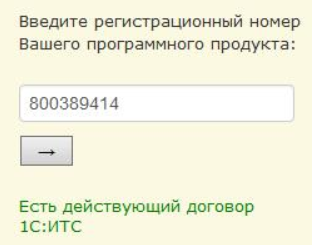 Введите регистрационный номер
Вашего программного продукта:
800389414
→
Есть действующий договор
1С:ИТС